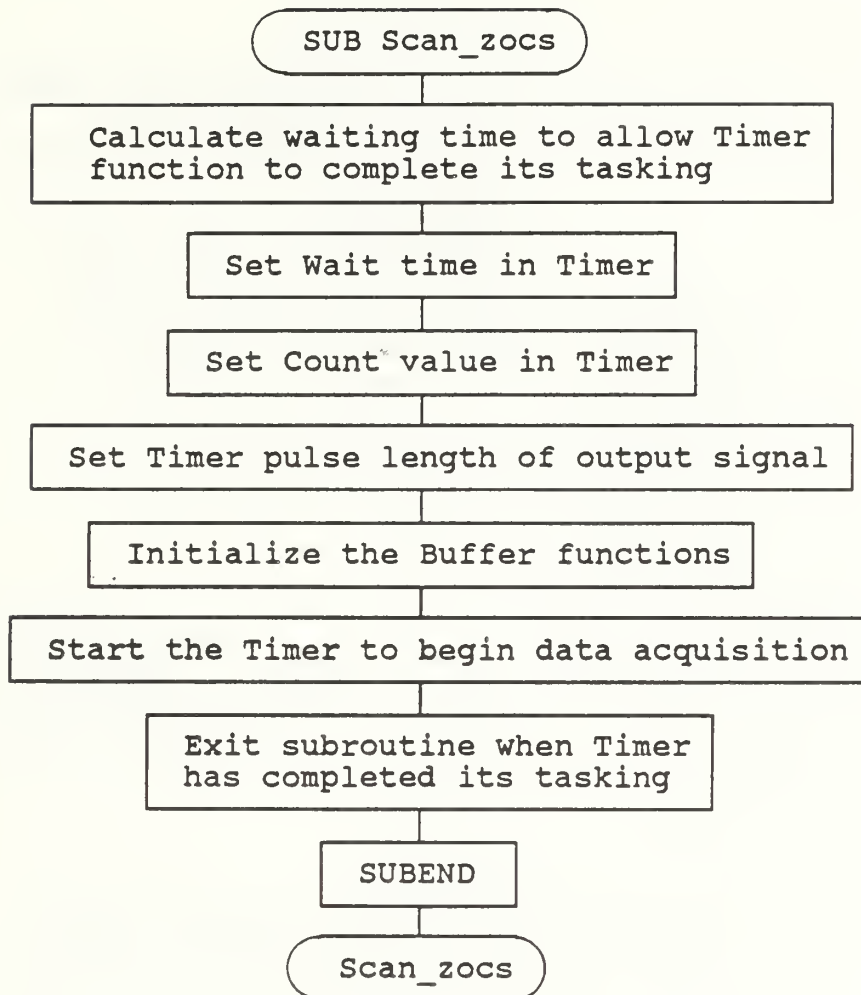 SUB Scan_zocs
Calculate waiting time to allow Timer
function to complete its tasking
Set Wait time in Timer
Set Count value in Timer
Set Timer pulse length of output signal
Initialize the Buffer functions
Start the Timer to begin data acquisition
Exit subroutine when Timer
has completed its tasking
SUBEND
Scan_zocs